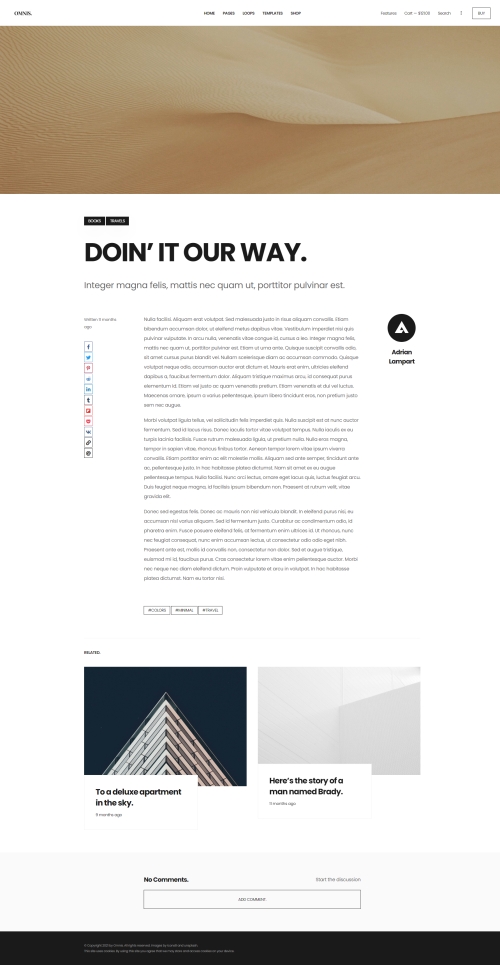 OMNIS.
HOME PAGES LOOPS TEMPLATES SHOP
Features Cart Search BUY
BOOKS TRAVELS
DOIN’ IT OUR WAY.
Integer magna felis, mattis nec quam ut, porttitor pulvinar est.
Written 11 months
ago
Adrian
Lampart
Nulla facilisi. Aliquam erat volutpat. Sed malesuada justo in risus aliquam convallis. Etiam
bibendum accumsan dolor, ut eleifend metus dapibus vitae. Vestibulum imperdiet nisi quis
pulvinar vulputate. In arcu nulla, venenatis vitae congue id, cursus a leo. Integer magna felis,
mattis nec quam ut, porttitor pulvinar est. Etiam ut urna ante. Quisque suscipit convallis odio,
sit amet cursus purus blandit vel. Nullam scelerisque diam ac accumsan commodo. Quisque
volutpat neque odio, accumsan auctor erat dictum et. Mauris erat enim, ultricies eleifend
dapibus a, faucibus interdum dolor. Aliquam tristique maximus arcu, id consequat purus
elementum id. Etiam vel justo ac quam venenatis pretium. Etiam venenatis et dui vel luctus.
Maecenas ornare, ipsum a varius pellentesque, ipsum libero tincidunt eros, non pretium justo
sem nec augue.
Morbi volutpat ligula tellus, vel sollicitudin felis imperdiet quis. Nulla suscipit est at nunc auctor
fermentum. Sed id lacus risus. Donec iaculis tortor vitae volutpat tempus. Nulla iaculis ex eu
turpis lacinia facilisis. Fusce rutrum malesuada ligula, ut pretium nulla. Nulla eros magna,
tempor in sapien vitae, rhoncus finibus tortor. Aenean tempor lorem vitae ipsum viverra
convallis. Etiam porttitor enim ac elit molestie mollis. Aliquam sed ante semper, tincidunt ante
ac, pellentesque justo. In hac habitasse platea dictumst. Nam sit amet ex eu augue
pellentesque tempus. Nulla facilisi. Nunc orci lectus, ornare eget lacus quis, luctus feugiat arcu.
Duis feugiat neque magna, id facilisis ipsum bibendum non. Praesent at rutrum velit, vitae
gravida elit.
Donec sed egestas felis. Donec ac mauris non nisl vehicula blandit. In eleifend purus nisi, eu
accumsan nisl varius aliquam. Sed id fermentum justo. Curabitur ac condimentum odio, id
pharetra enim. Fusce posuere eleifend felis, at fermentum enim ultricies id. Ut rhoncus, nunc
nec feugiat consequat, nunc enim accumsan lectus, ut consectetur odio odio eget nibh.
Praesent ante est, mollis id convallis non, consectetur non dolor. Sed et augue tristique,
euismod mi id, faucibus purus. Cras consectetur lorem vitae enim pellentesque auctor. Morbi
nec neque nec diam eleifend dictum. Proin vulputate et arcu in volutpat. In hac habitasse
platea dictumst. Nam eu tortor nisi.
#COLORS #MINIMAL #TRAVEL
RELATED.
To a deluxe apartment
in the sky.
11 months ago
Here’s the story of a
man named Brady.
11 months ago
No Comments.
Start the discussion
ADD COMMENT